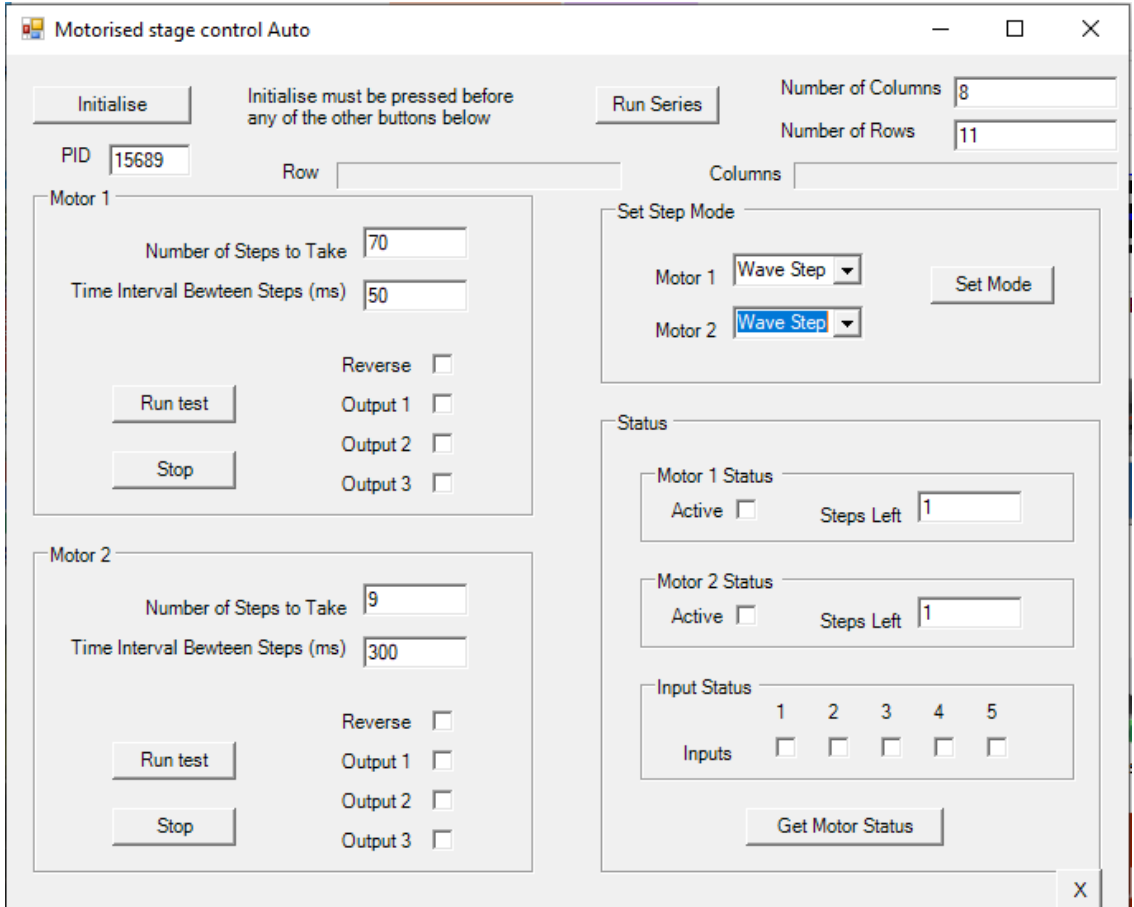 Motorised stage control Auto
Initialise
Initialise must be pressed before
any of the other buttons below
Run Series
Number of Columns 8
Number of Rows 11
PID 15689
Row
Columns
Motor 1
Number of Steps to Take 70
Time Interval Bewteen Steps (ms) 50
Reverse
Run test
Output 1
Output 2
Stop
Output 3
Motor 2
Number of Steps to Take 9
Time Interval Bewteen Steps (ms) 300
Reverse
Run test
Output 1
Output 2
Stop
Output 3
Set Step Mode
Motor 1 Wave Step
Set Mode
Motor 2 Wave Step
Status
Motor 1 Status
Active Steps Left 1
Motor 2 Status
Active Steps Left 1
Input Status
1 2 3 4 5
Inputs
Get Motor Status
X